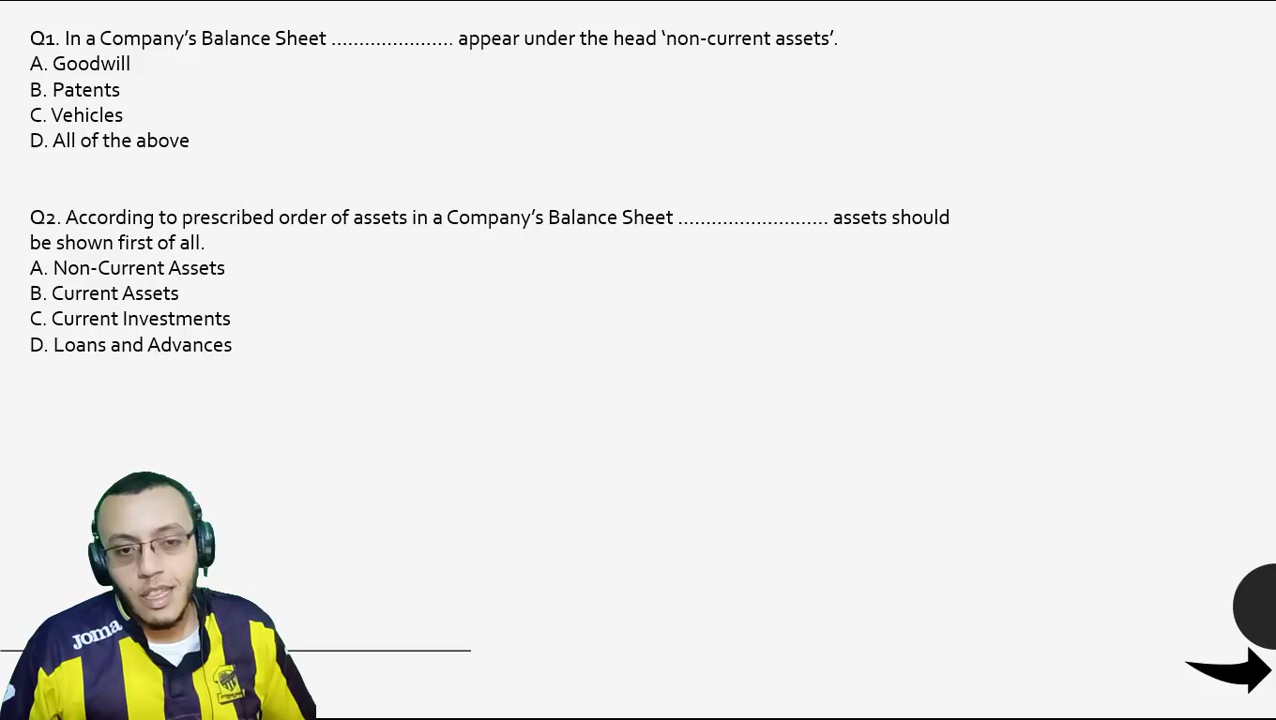 Q1. In a Company’s Balance Sheet ...................... appear under the head ‘non-current assets’.
A. Goodwill
B. Patents
C. Vehicles
D. All of the above
Q2. According to prescribed order of assets in a Company’s Balance Sheet ........................... assets should
be shown first of all.
A. Non-Current Assets
B. Current Assets
C. Current Investments
D. Loans and Advances
JOMA